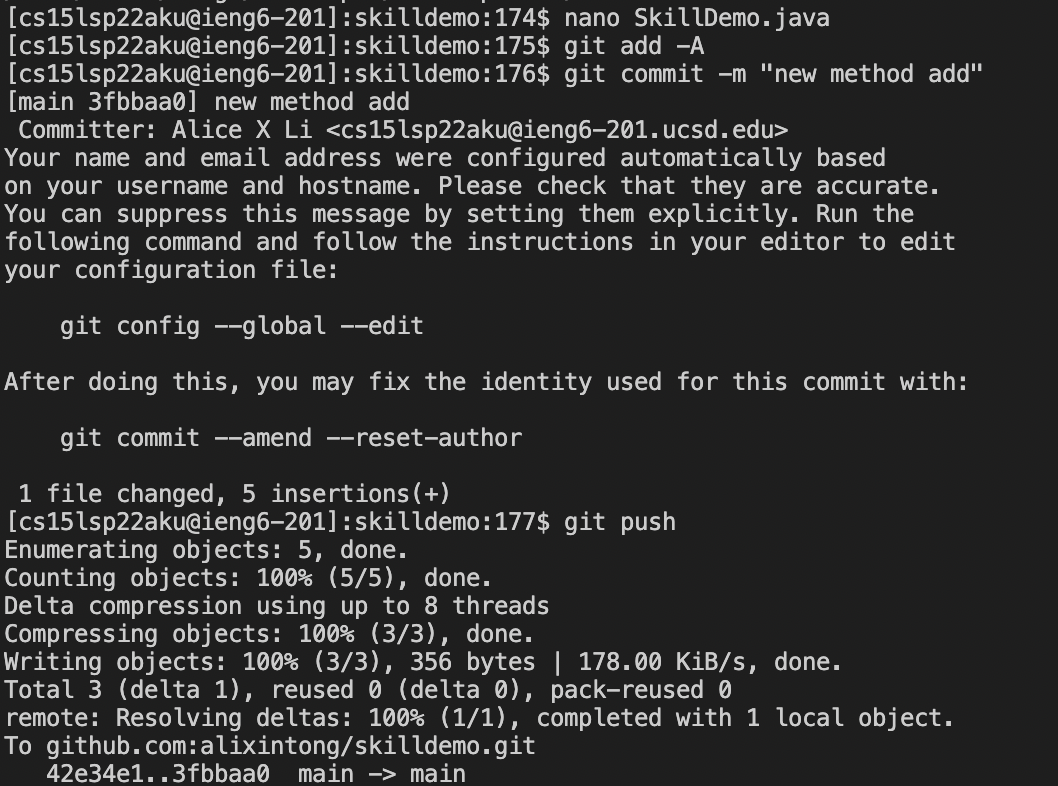 [cs15lsp22aku@ieng6-201]:skilldemo:174$ nano SkillDemo.java
[cs15lsp22aku@ieng6-201]:skilldemo:175$ git add -A
[cs15lsp22aku@ieng6-201]:skilldemo:176$ git commit -m "new method add"
[main 3fbbaa0] new method add
 Committer: Alice X Li <cs15lsp22aku@ieng6-201.ucsd.edu>
Your name and email address were configured automatically based
on your username and hostname. Please check that they are accurate.
You can suppress this message by setting them explicitly. Run the
following command and follow the instructions in your editor to edit
your configuration file:

    git config --global --edit

After doing this, you may fix the identity used for this commit with:

    git commit --amend --reset-author

 1 file changed, 5 insertions(+)
[cs15lsp22aku@ieng6-201]:skilldemo:177$ git push
Enumerating objects: 5, done.
Counting objects: 100% (5/5), done.
Delta compression using up to 8 threads
Compressing objects: 100% (3/3), done.
Writing objects: 100% (3/3), 356 bytes | 178.00 KiB/s, done.
Total 3 (delta 1), reused 0 (delta 0), pack-reused 0
remote: Resolving deltas: 100% (1/1), completed with 1 local object.
To github.com:alixintong/skilldemo.git
   42e34e1..3fbbaa0  main -> main